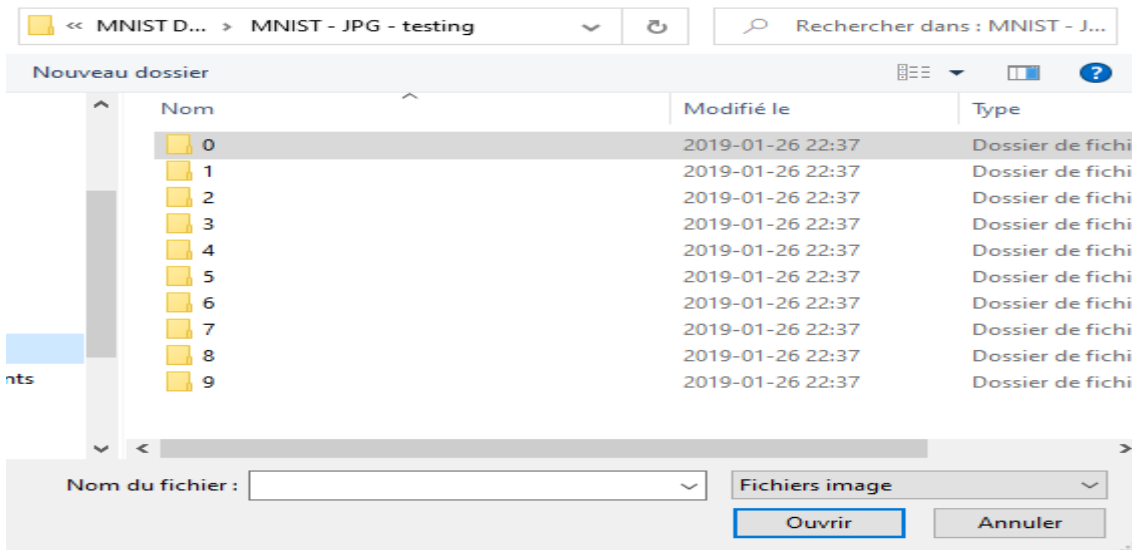 « MNIST D... › MNIST - JPG - testing
Rechercher dans : MNIST - J...
Nouveau dossier
Nom Modifié le Type
0 2019-01-26 22:37 Dossier de fichi
1 2019-01-26 22:37 Dossier de fichi
2 2019-01-26 22:37 Dossier de fichi
3 2019-01-26 22:37 Dossier de fichi
4 2019-01-26 22:37 Dossier de fichi
5 2019-01-26 22:37 Dossier de fichi
6 2019-01-26 22:37 Dossier de fichi
7 2019-01-26 22:37 Dossier de fichi
8 2019-01-26 22:37 Dossier de fichi
nts 9 2019-01-26 22:37 Dossier de fichi
Nom du fichier : Fichiers image
Ouvrir Annuler